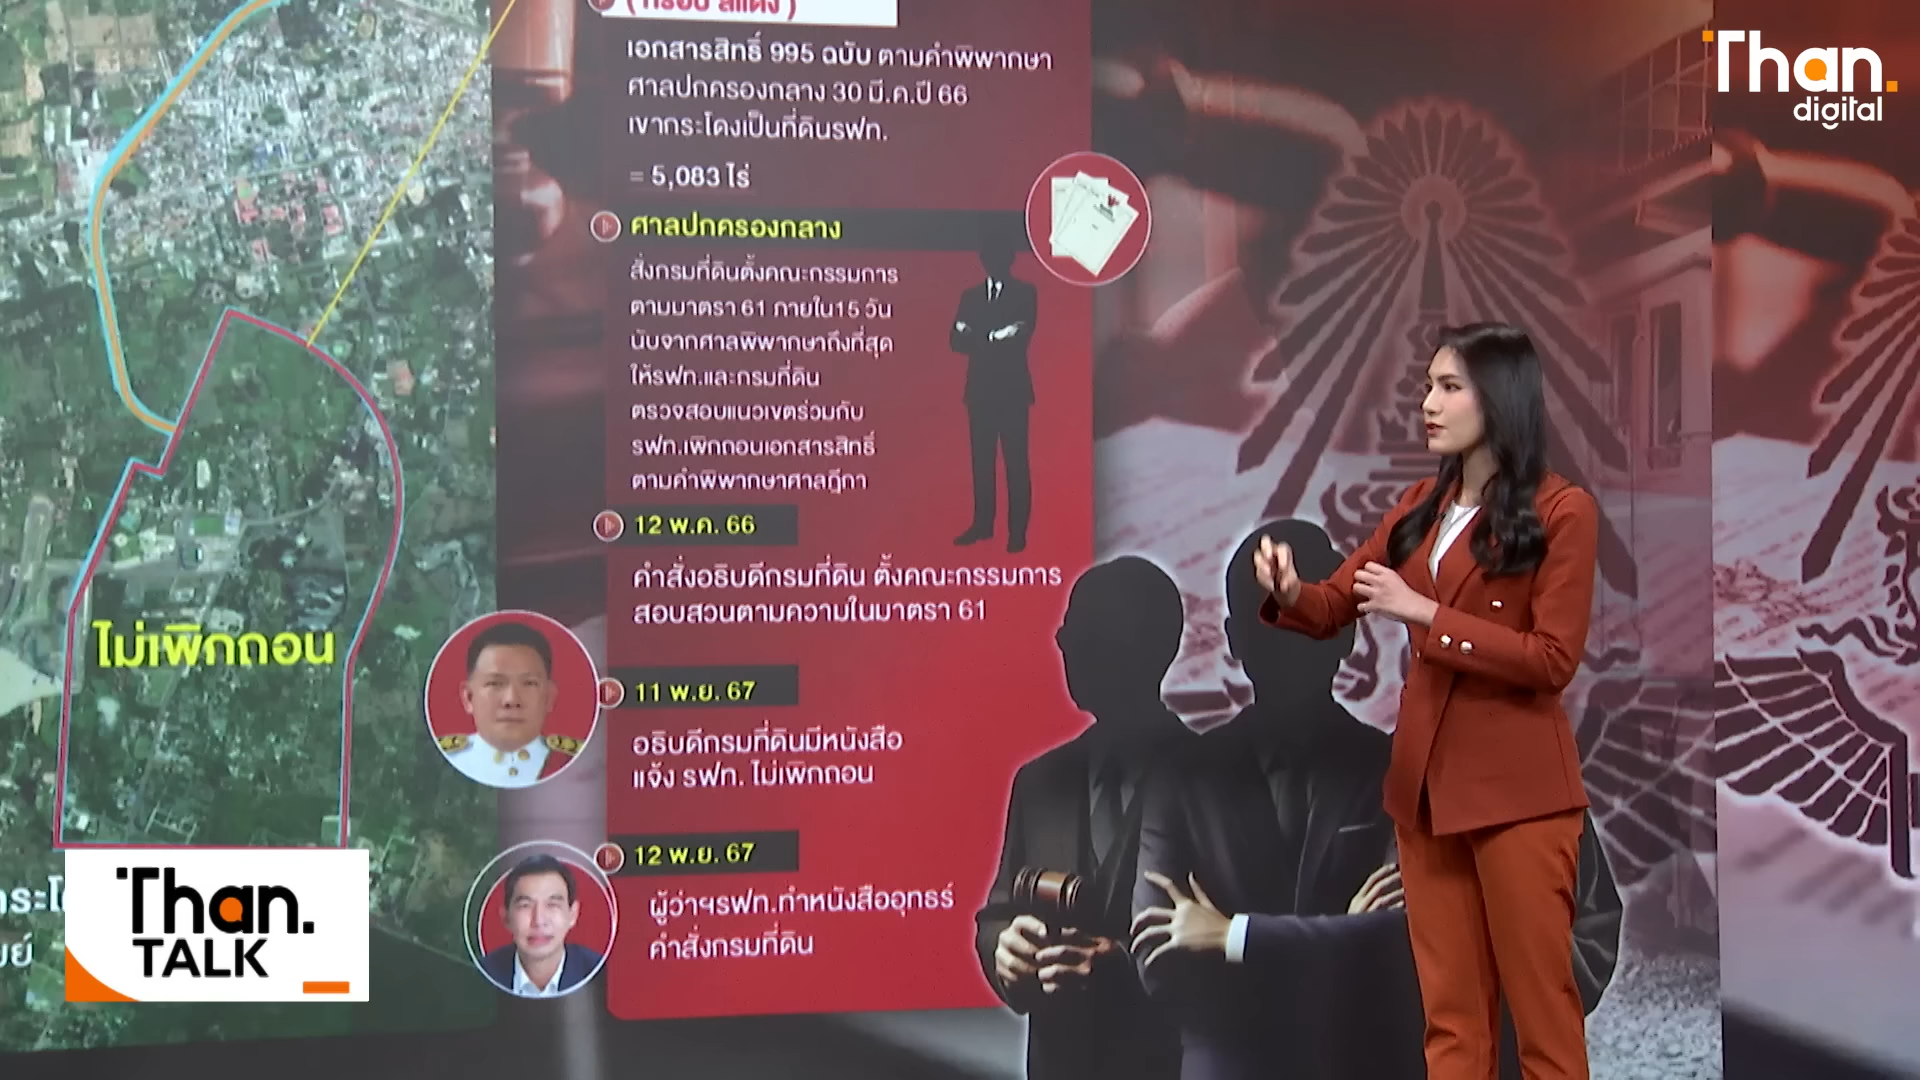 ( กรอบ สีแดง )
เอกสารสิทธิ์ 995 ฉบับ ตามคำพิพากษา
ศาลปกครองกลาง 30 มี.ค.ปี 66
เขากระโดงเป็นที่ดินรฟท.
= 5,083 ไร่
ศาลปกครองกลาง
สั่งกรมที่ดินตั้งคณะกรรมการ
ตามมาตรา 61 ภายใน15 วัน
นับจากศาลพิพากษาถึงที่สุด
ให้รฟท.และกรมที่ดิน
ตรวจสอบแนวเขตร่วมกับ
รฟท.เพิกถอนเอกสารสิทธิ์
ตามคำพิพากษาศาลฎีกา
12 พ.ค. 66
คำสั่งอธิบดีกรมที่ดิน ตั้งคณะกรรมการ
สอบสวนตามความในมาตรา 61
11 พ.ย. 67
อธิบดีกรมที่ดินมีหนังสือ
แจ้ง รฟท. ไม่เพิกถอน
12 พ.ย. 67
ผู้ว่าฯรฟท.ทำหนังสืออุทธร์
คำสั่งกรมที่ดิน
ไม่เพิกถอน
Than.
TALK
Than.
digital